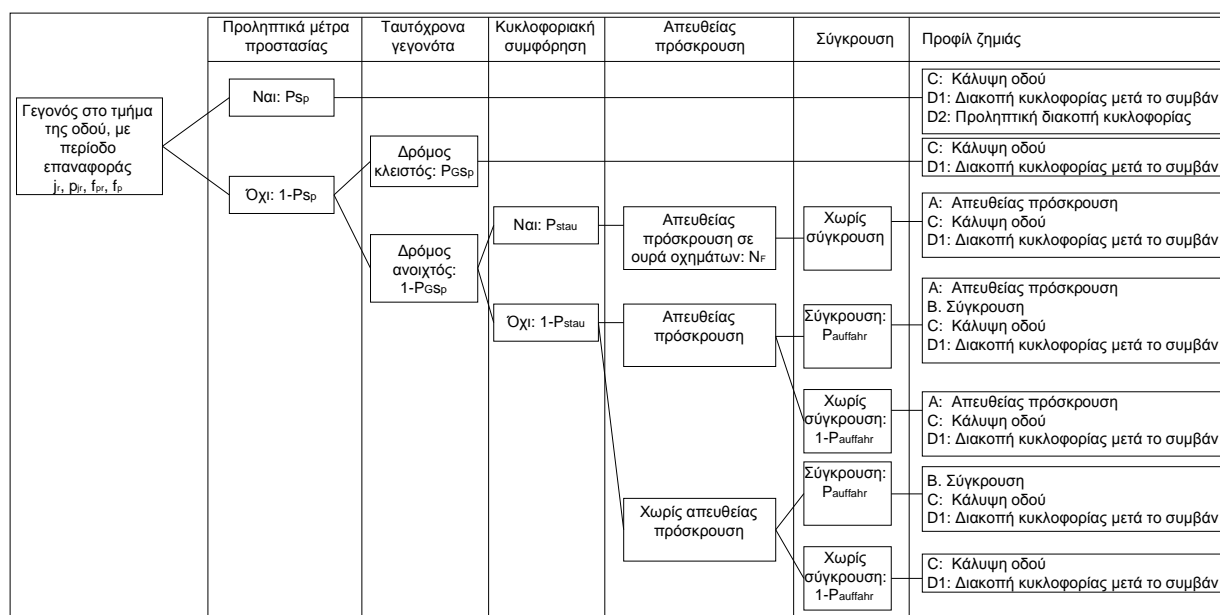 Προληπτικά μέτρα
προστασίας
Ταυτόχρονα
γεγονότα
Κυκλοφοριακή
συμφόρηση
Απευθείας
πρόσκρουση
Σύγκρουση
Προφίλ ζημιάς
Γεγονός στο τμήμα
της οδού, με
περίοδο
επαναφοράς
jr, pjr, fpr, fp
Ναι: Psp
C: Κάλυψη οδού
D1: Διακοπή κυκλοφορίας μετά το συμβάν
D2: Προληπτική διακοπή κυκλοφορίας
Όχι: 1-Psp
Δρόμος
κλειστός: PGsp
C: Κάλυψη οδού
D1: Διακοπή κυκλοφορίας μετά το συμβάν
Δρόμος
ανοιχτός:
1-PGsp
Ναι: Pstau
Απευθείας
πρόσκρουση σε
ουρά οχημάτων: NF
Χωρίς
σύγκρουση
A: Απευθείας πρόσκρουση
C: Κάλυψη οδού
D1: Διακοπή κυκλοφορίας μετά το συμβάν
Όχι: 1-Pstau
Απευθείας
πρόσκρουση
Σύγκρουση:
Pauffahr
A: Απευθείας πρόσκρουση
B. Σύγκρουση
C: Κάλυψη οδού
D1: Διακοπή κυκλοφορίας μετά το συμβάν
Χωρίς
σύγκρουση:
1-Pauffahr
A: Απευθείας πρόσκρουση
C: Κάλυψη οδού
D1: Διακοπή κυκλοφορίας μετά το συμβάν
Χωρίς απευθείας
πρόσκρουση
Σύγκρουση:
Pauffahr
B. Σύγκρουση
C: Κάλυψη οδού
D1: Διακοπή κυκλοφορίας μετά το συμβάν
Χωρίς
σύγκρουση:
1-Pauffahr
C: Κάλυψη οδού
D1: Διακοπή κυκλοφορίας μετά το συμβάν